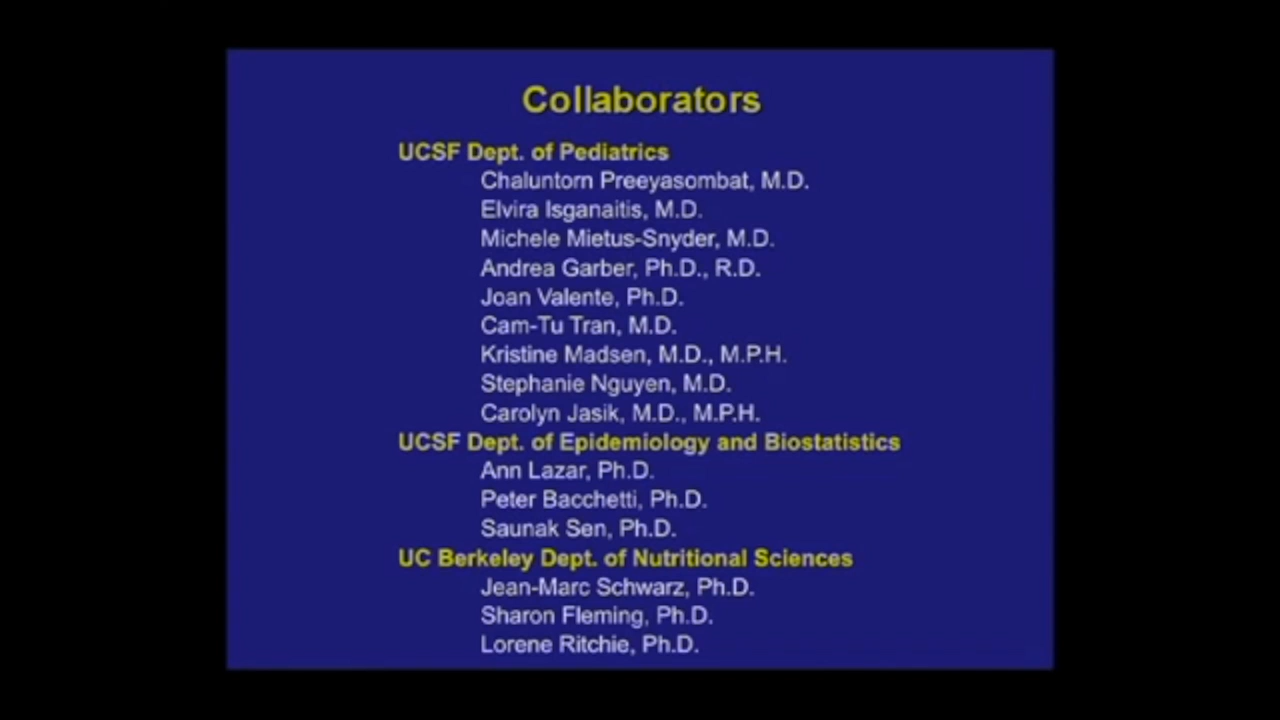 Collaborators
UCSF Dept. of Pediatrics
Chaluntorn Preeyasombat, M.D.
Elvira Isganaitis, M.D.
Michele Mietus-Snyder, M.D.
Andrea Garber, Ph.D., R.D.
Joan Valente, Ph.D.
Cam-Tu Tran, M.D.
Kristine Madsen, M.D., M.P.H.
Stephanie Nguyen, M.D.
Carolyn Jasik, M.D., M.P.H.
UCSF Dept. of Epidemiology and Biostatistics
Ann Lazar, Ph.D.
Peter Bacchetti, Ph.D.
Saunak Sen, Ph.D.
UC Berkeley Dept. of Nutritional Sciences
Jean-Marc Schwarz, Ph.D.
Sharon Fleming, Ph.D.
Lorene Ritchie, Ph.D.